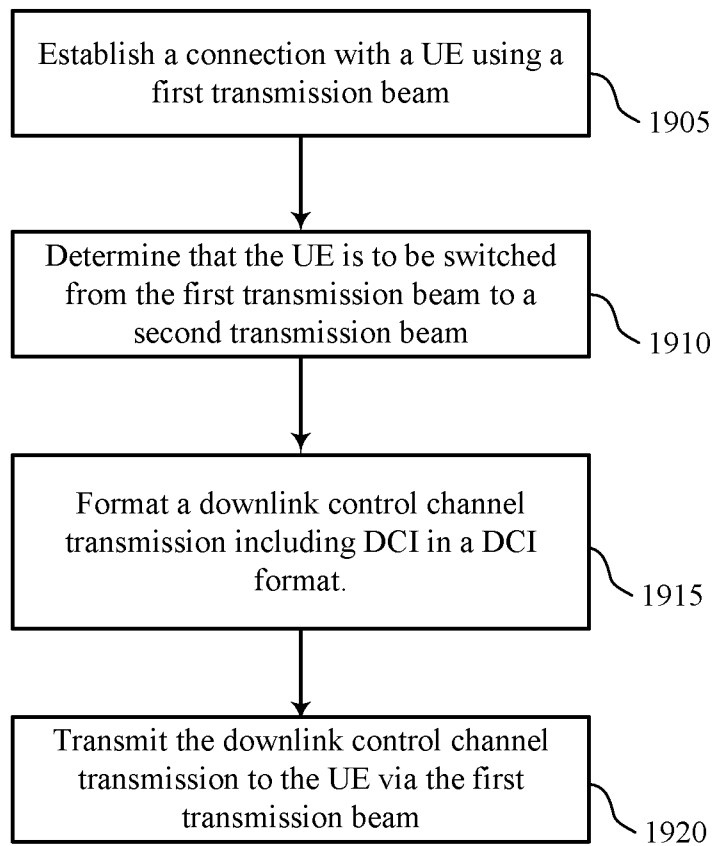 Establish a connection with a UE using a
first transmission beam
1905
Determine that the UE is to be switched
from the first transmission beam to a
second transmission beam
1910
Format a downlink control channel
transmission including DCI in a DCI
format.
1915
Transmit the downlink control channel
transmission to the UE via the first
transmission beam
1920